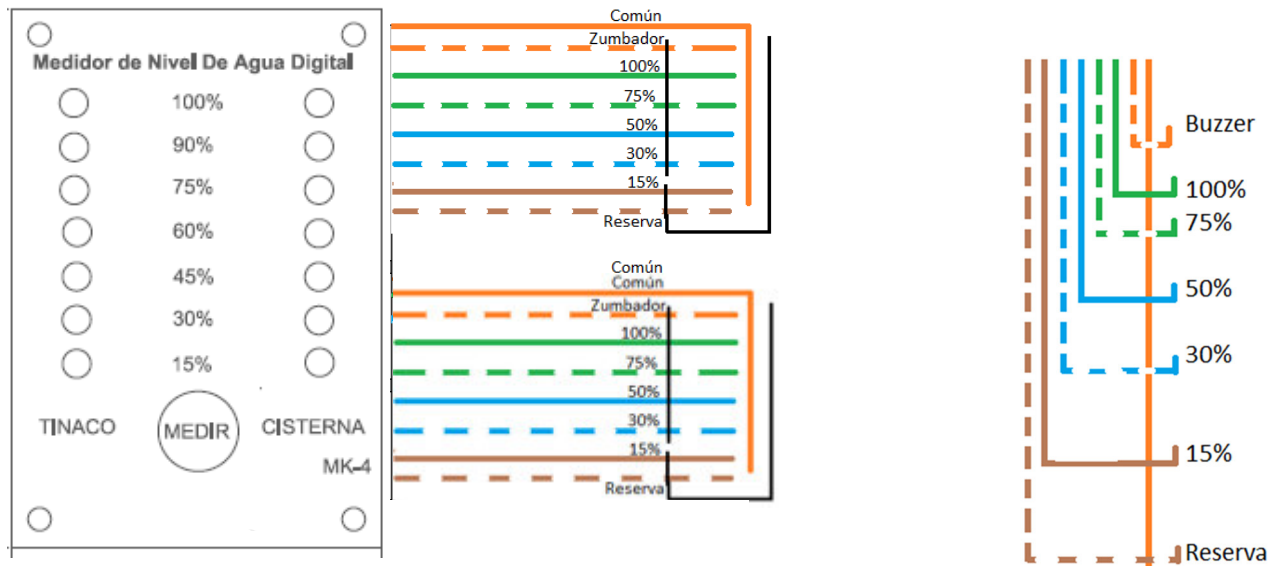 Medidor de Nivel De Agua Digital
100%
90%
75%
60%
45%
30%
15%
TINACO
MEDIR
CISTERNA
MK-4
Común
Zumbador
100%
75%
50%
30%
15%
Reserva
Común
Común
Zumbador
100%
75%
50%
30%
15%
Reserva
Buzzer
100%
75%
50%
30%
15%
Reserva